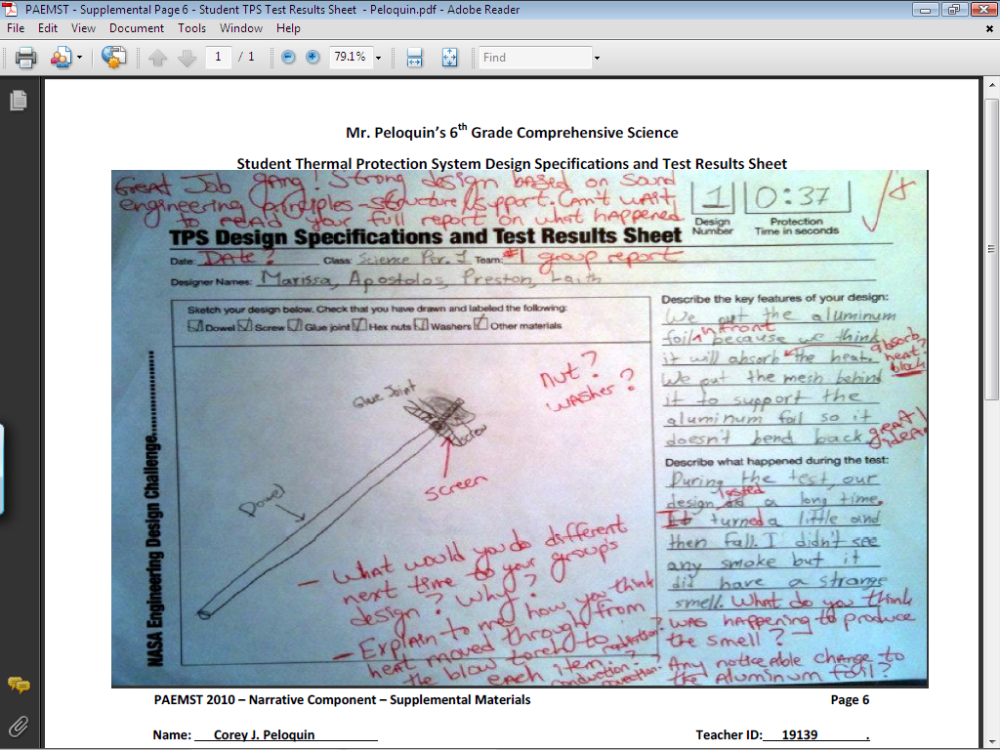 PAEMST - Supplemental Page 6 - Student TPS Test Results Sheet - Peloquin.pdf - Adobe Reader
File Edit View Document Tools Window Help
1 / 1 79.1% Find
Mr. Peloquin's 6th Grade Comprehensive Science
Student Thermal Protection System Design Specifications and Test Results Sheet
Great Job gang! Strong design based on sound
engineering principles - structure/support. Can't wait
to read your full report on what happened
1 0:37
Design Number
Protection Time in seconds
TPS Design Specifications and Test Results Sheet
Date: Date? Class: Science Per. 1 Team: #1 group report
Designer Names: Marissa, Apostolos, Preston, Laith
Sketch your design below. Check that you have drawn and labeled the following:
Dowel Screw Glue joint Hex nuts Washers Other materials
nut?
washer?
Glue Joint
Dowel
screen
- What would you do different
next time to your group's
design? Why?
- Explain to me how you think
heat moved through from
the blow torch to
each item
radiation?
conduction?
convection?
NASA Engineering Design Challenge
Describe the key features of your design:
We put the aluminum
foil in front because we think
it will absorb the heat.
absorb heat?
block
We put the mesh behind
it to support the
aluminum foil so it
doesn't bend back
great idea!
Describe what happened during the test:
During the test, our
design lasted a long time.
It turned a little and
then fall. I didn't see
any smoke but it
did have a strange
smell. What do you think
was happening to produce
the smell?
Any noticeable change to
the Aluminum foil?
PAEMST 2010 – Narrative Component – Supplemental Materials Page 6
Name: Corey J. Peloquin Teacher ID: 19139 .